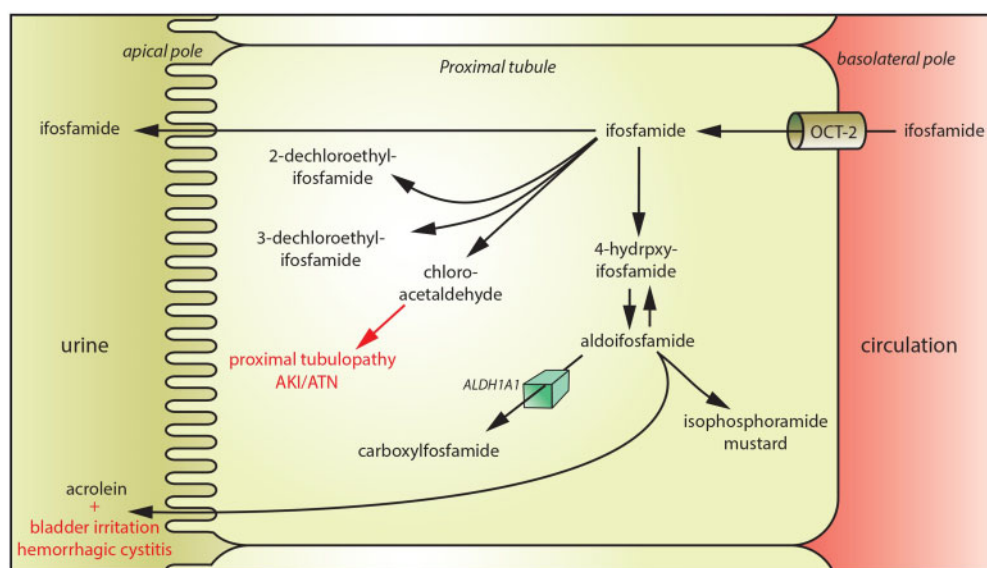 apical pole
Proximal tubule
basolateral pole
ifosfamide
ifosfamide
OCT-2
ifosfamide
2-dechloroethyl-
ifosfamide
3-dechloroethyl-
ifosfamide
chloro-
acetaldehyde
4-hydrpxy-
ifosfamide
urine
proximal tubulopathy
AKI/ATN
aldoifosfamide
circulation
ALDH1A1
carboxylfosfamide
isophosphoramide
mustard
acrolein
+
bladder irritation
hemorrhagic cystitis